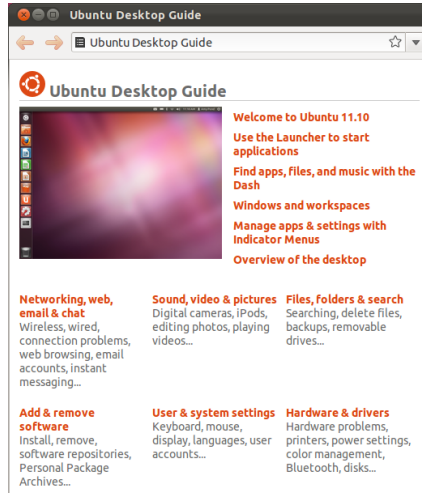 Ubuntu Desktop Guide
Ubuntu Desktop Guide
Ubuntu Desktop Guide
Welcome to Ubuntu 11.10
Use the Launcher to start
applications
Find apps, files, and music with the
Dash
Windows and workspaces
Manage apps & settings with
Indicator Menus
Overview of the desktop
Networking, web,
email & chat
Wireless, wired,
connection problems,
web browsing, email
accounts, instant
messaging...
Sound, video & pictures
Digital cameras, iPods,
editing photos, playing
videos...
Files, folders & search
Searching, delete files,
backups, removable
drives...
Add & remove
software
Install, remove,
software repositories,
Personal Package
Archives...
User & system settings
Keyboard, mouse,
display, languages, user
accounts...
Hardware & drivers
Hardware problems,
printers, power settings,
color management,
Bluetooth, disks...